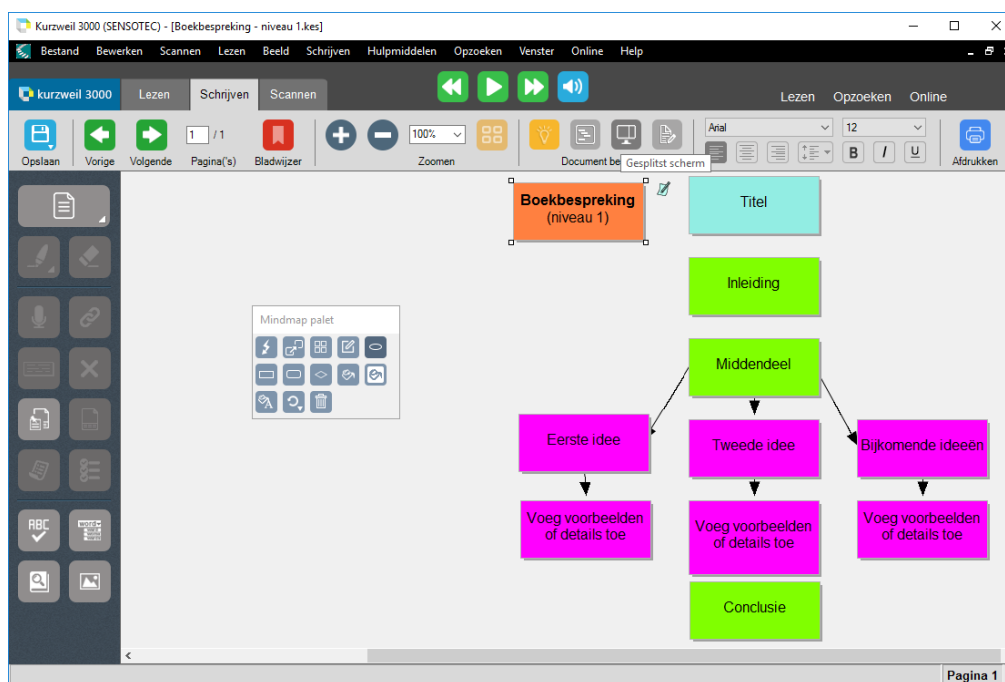 Kurzweil 3000 (SENSOTEC) - [Boekbespreking - niveau 1.kes]
Bestand Bewerken Scannen Lezen Beeld Schrijven Hulpmiddelen Opzoeken Venster Online Help
kurzweil 3000 Lezen Schrijven Scannen Lezen Opzoeken Online
1 / 1 100% Arial 12
B I U
Opslaan Vorige Volgende Pagina('s) Bladwijzer Zoomen Document be Afdrukken
Gesplitst scherm
Boekbespreking
(niveau 1)
Titel
Inleiding
Mindmap palet
Middendeel
Eerste idee
Tweede idee
Bijkomende ideeën
Voeg voorbeelden
of details toe
Voeg voorbeelden
of details toe
Voeg voorbeelden
of details toe
Conclusie
ABC
word
A
Pagina 1